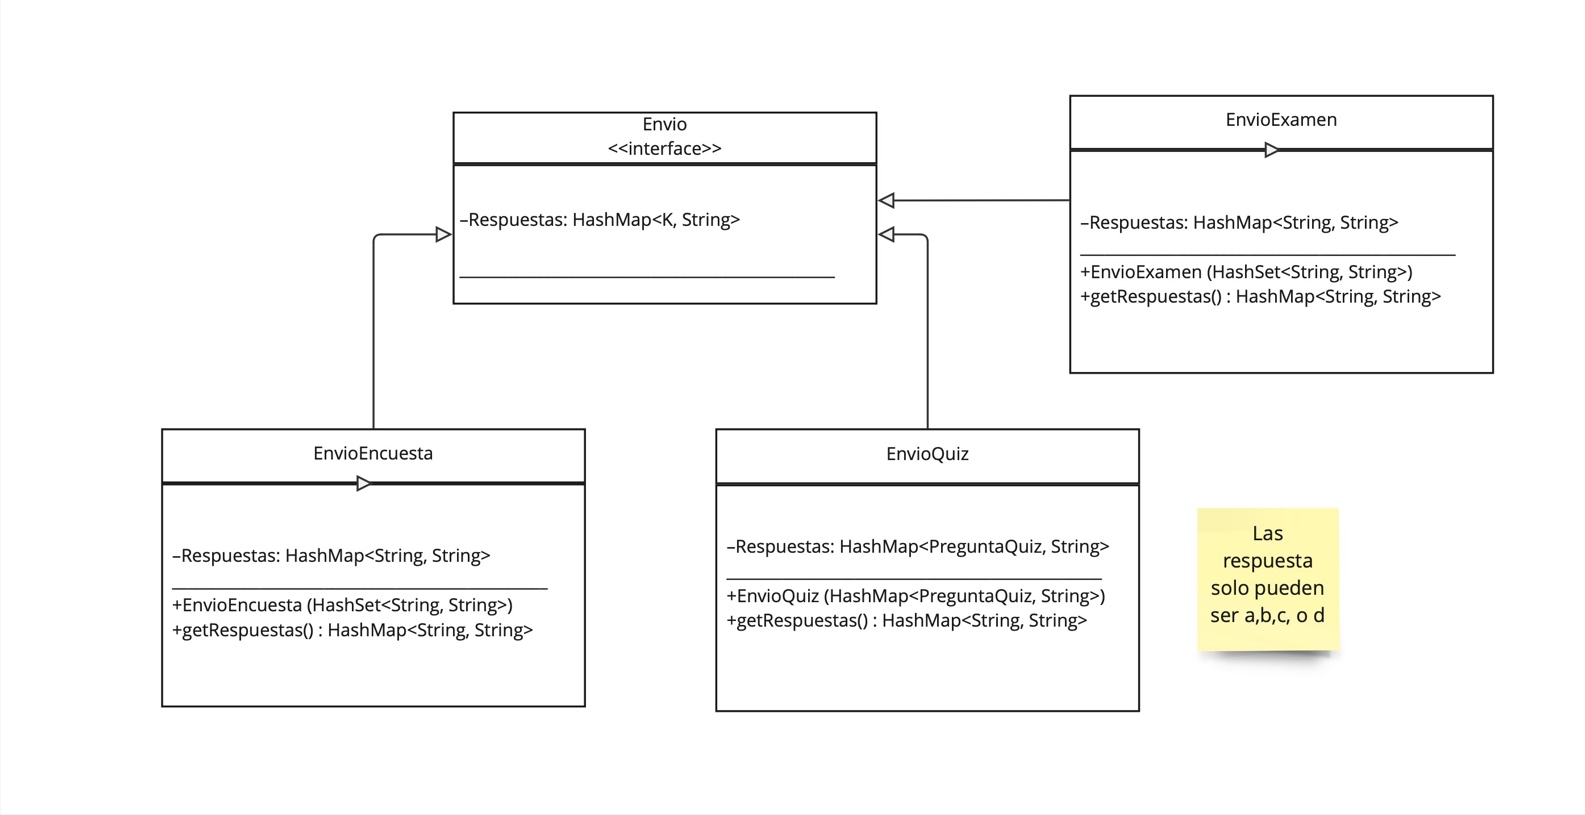 Envio
<<interface>>
–Respuestas: HashMap<K, String>
EnvioExamen
–Respuestas: HashMap<String, String>
+EnvioExamen (HashSet<String, String>)
+getRespuestas() : HashMap<String, String>
EnvioEncuesta
–Respuestas: HashMap<String, String>
+EnvioEncuesta (HashSet<String, String>)
+getRespuestas() : HashMap<String, String>
EnvioQuiz
–Respuestas: HashMap<PreguntaQuiz, String>
+EnvioQuiz (HashMap<PreguntaQuiz, String>)
+getRespuestas() : HashMap<String, String>
Las
respuesta
solo pueden
ser a,b,c, o d